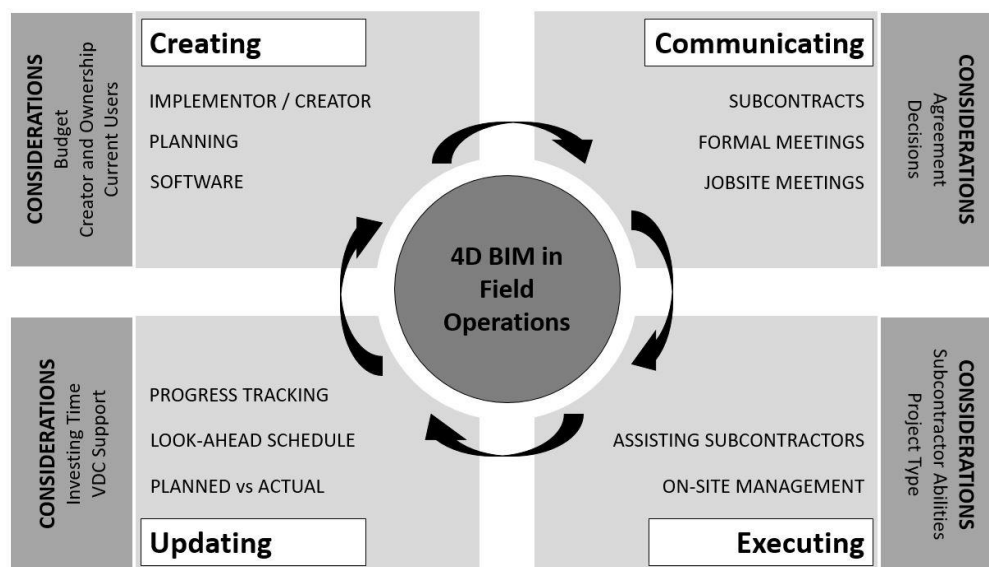 CONSIDERATIONS
Budget
Creator and Ownership
Current Users
Creating
IMPLEMENTOR / CREATOR
PLANNING
SOFTWARE
Communicating
SUBCONTRACTS
FORMAL MEETINGS
JOBSITE MEETINGS
CONSIDERATIONS
Agreement
Decisions
4D BIM in
Field
Operations
CONSIDERATIONS
Investing Time
VDC Support
PROGRESS TRACKING
LOOK-AHEAD SCHEDULE
PLANNED vs ACTUAL
Updating
ASSISTING SUBCONTRACTORS
ON-SITE MANAGEMENT
Executing
CONSIDERATIONS
Subcontractor Abilities
Project Type